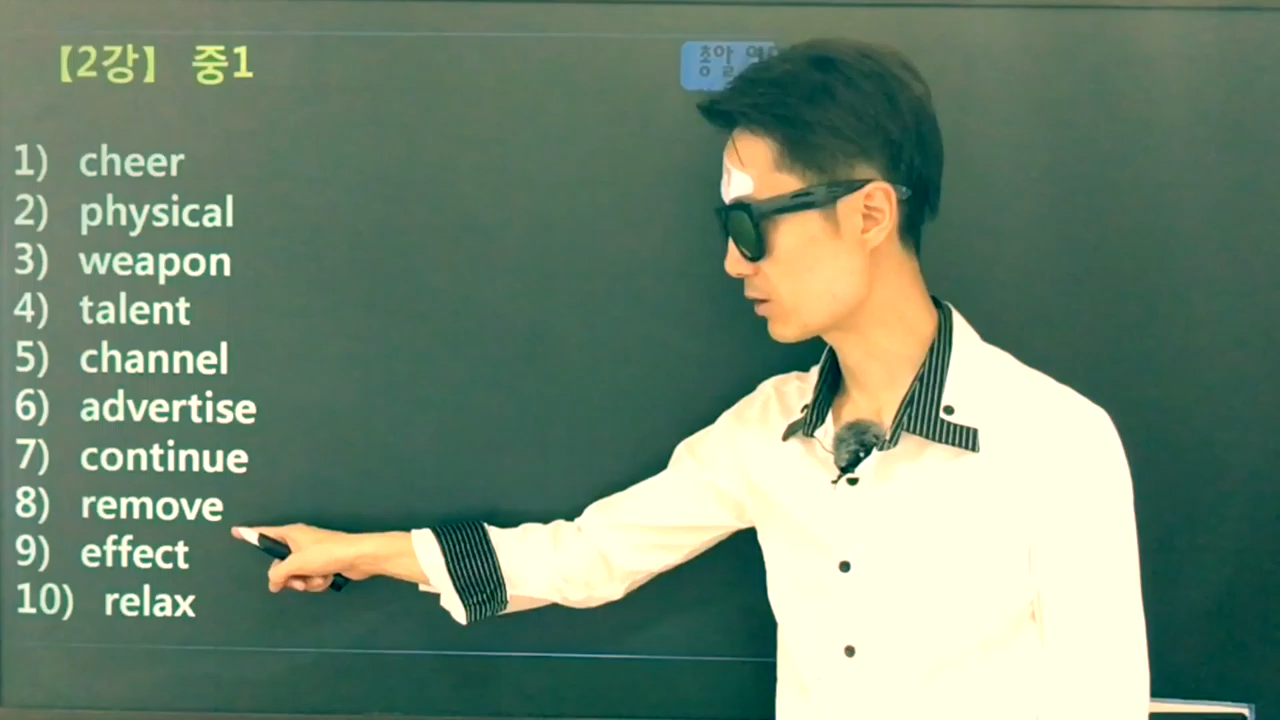 【2강】 중1
1) cheer
2) physical
3) weapon
4) talent
5) channel
6) advertise
7) continue
8) remove
9) effect
10) relax